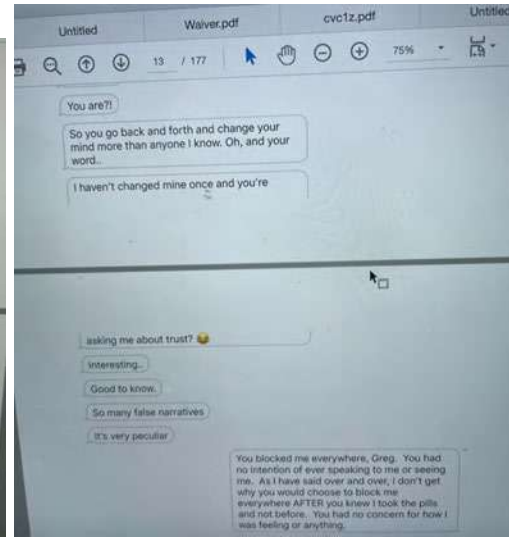 Untitled
Waiver.pdf
cvc1z.pdf
13 / 177
75%
You are?!
So you go back and forth and change your
mind more than anyone I know. Oh, and your
word..
I haven't changed mine once and you're
asking me about trust? 😂
Interesting..
Good to know.
So many false narratives
It's very peculiar
You blocked me everywhere, Greg. You had
no intention of ever speaking to me or seeing
me. As I have said over and over, I don't get
why you would choose to block me
everywhere AFTER you knew I took the pills
and not before. You had no concern for how I
was feeling or anything.